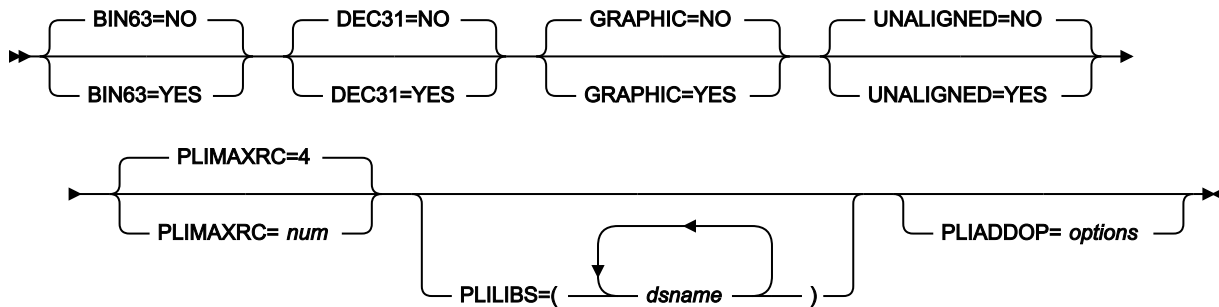 BIN63=NO DEC31=NO GRAPHIC=NO UNALIGNED=NO
BIN63=YES DEC31=YES GRAPHIC=YES UNALIGNED=YES
PLIMAXRC=4
PLIMAXRC= num PLIADDOP= options
PLILIBS=( dsname )